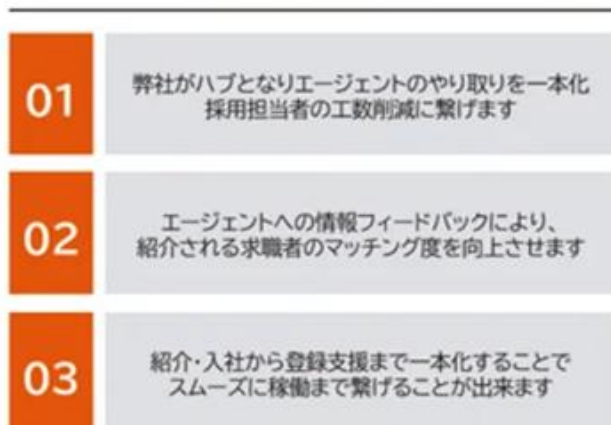 01
弊社がハブとなりエージェントのやり取りを一本化
採用担当者の工数削減に繋げます
02
エージェントへの情報フィードバックにより、
紹介される求職者のマッチング度を向上させます
03
紹介・入社から登録支援まで一本化することで
スムーズに稼働まで繋げることが出来ます